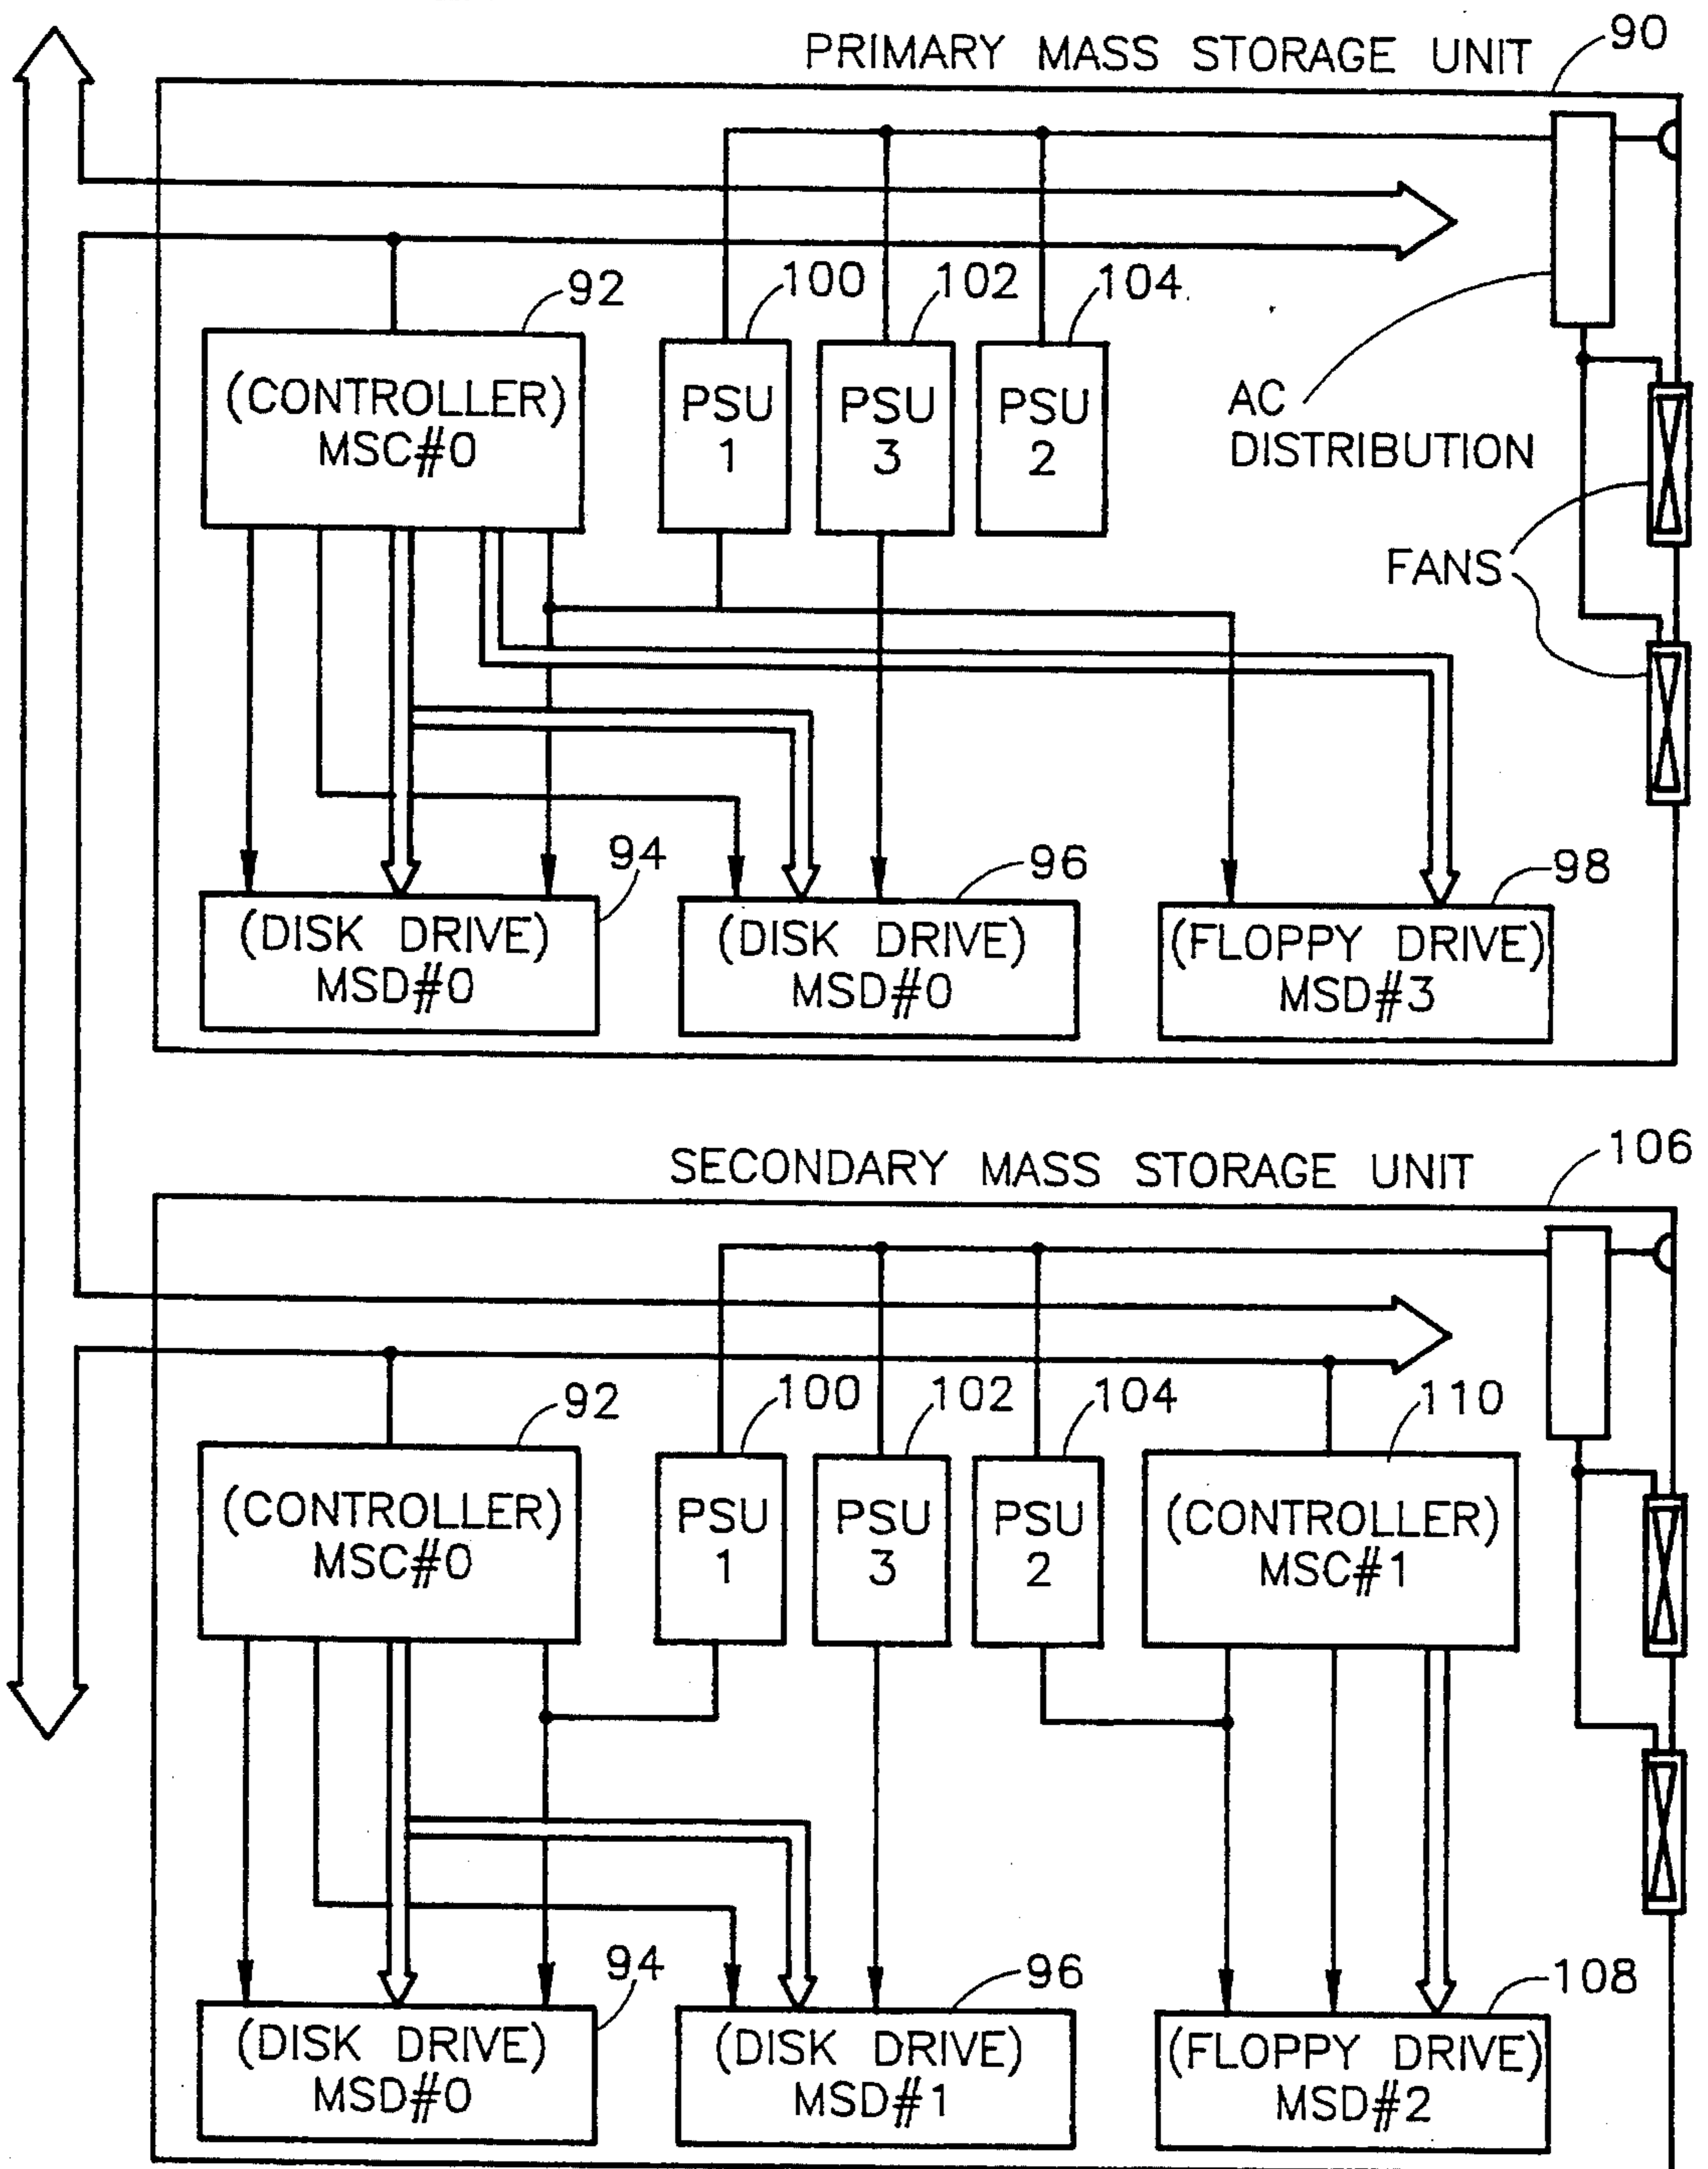 PRIMARY MASS STORAGE UNIT
90
92
100
102
104
(CONTROLLER)
MSC#0
PSU
1
PSU
3
PSU
2
AC
DISTRIBUTION
FANS
94
96
98
(DISK DRIVE)
MSD#0
(DISK DRIVE)
MSD#0
(FLOPPY DRIVE)
MSD#3
SECONDARY MASS STORAGE UNIT
106
92
100
102
104
110
(CONTROLLER)
MSC#0
PSU
1
PSU
3
PSU
2
(CONTROLLER)
MSC#1
94
96
108
(DISK DRIVE)
MSD#0
(DISK DRIVE)
MSD#1
(FLOPPY DRIVE)
MSD#2